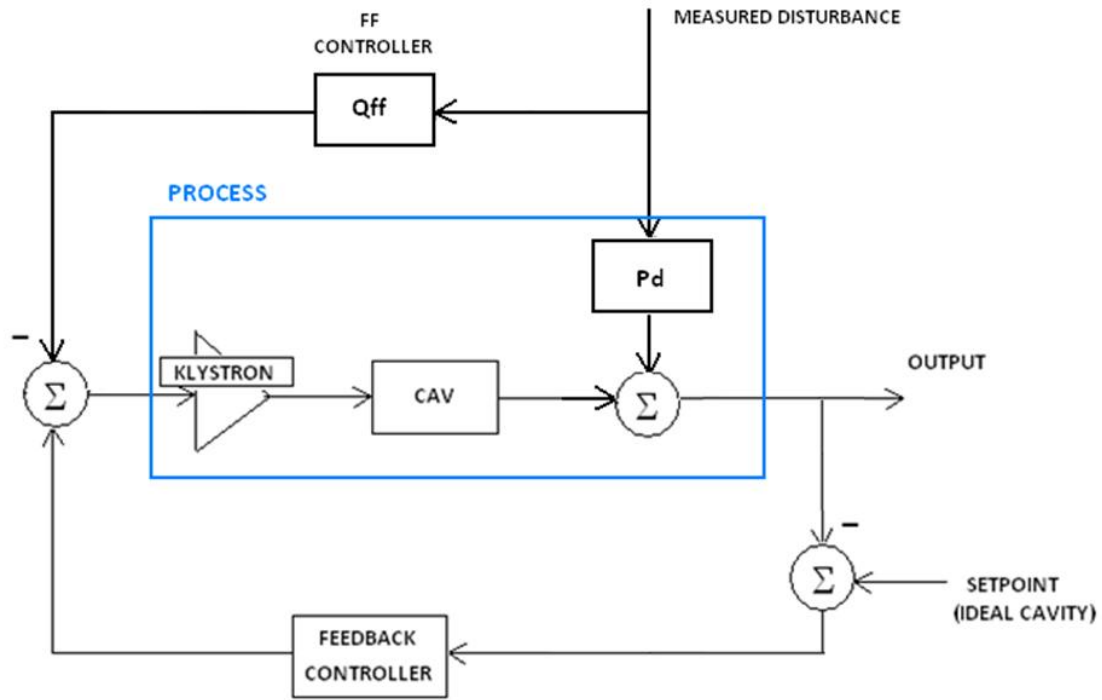 FF
CONTROLLER
MEASURED DISTURBANCE
Qff
PROCESS
Pd
−
Σ
KLYSTRON
CAV
Σ
OUTPUT
−
Σ
SETPOINT
(IDEAL CAVITY)
FEEDBACK
CONTROLLER